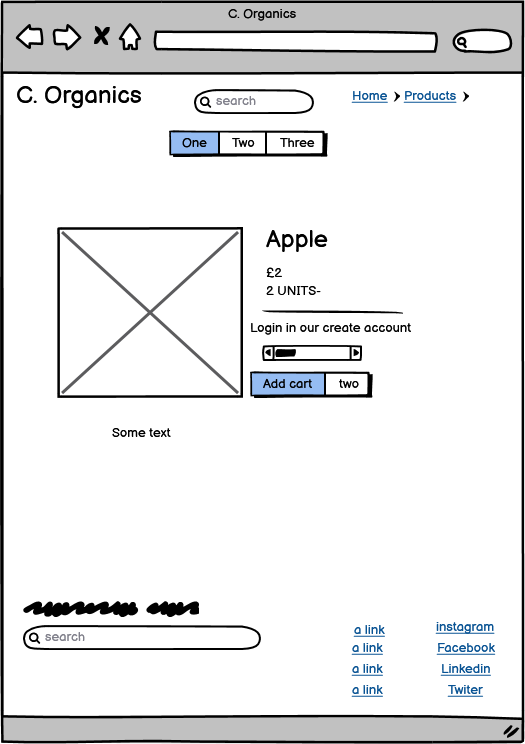 C. Organics
C. Organics
search
Home Products
One Two Three
Apple
£2
2 UNITS-
Login in our create account
Add cart two
Some text
search
a link instagram
a link Facebook
a link Linkedin
a link Twiter